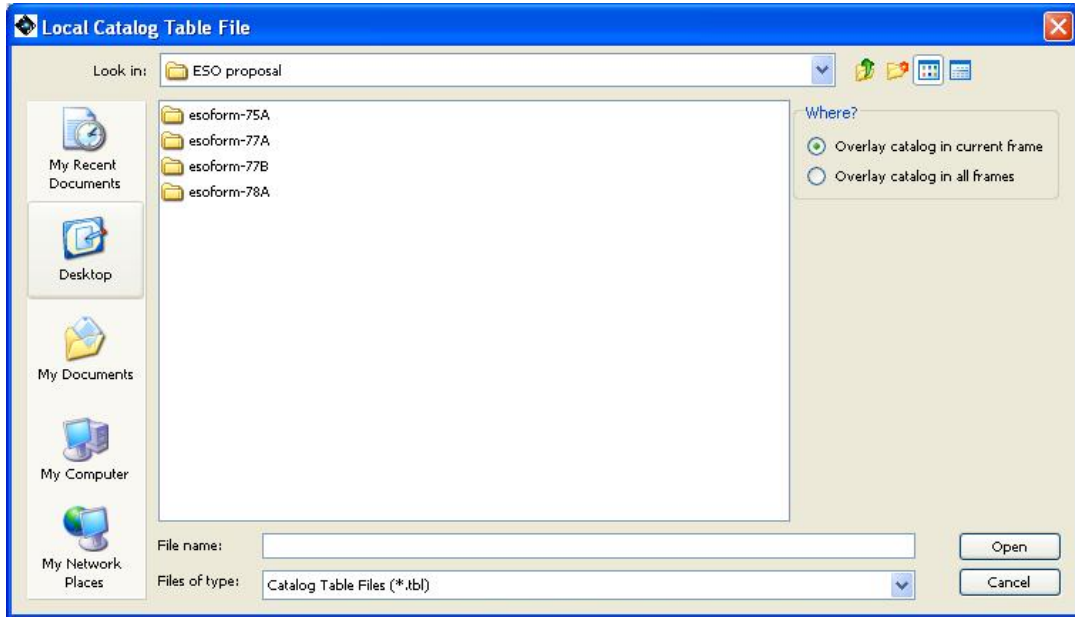 Local Catalog Table File
Look in:
ESO proposal
My Recent
Documents
Desktop
My Documents
My Computer
My Network
Places
esoform-75A
esoform-77A
esoform-77B
esoform-78A
Where?
Overlay catalog in current frame
Overlay catalog in all frames
File name:
Open
Files of type:
Catalog Table Files (*.tbl)
Cancel